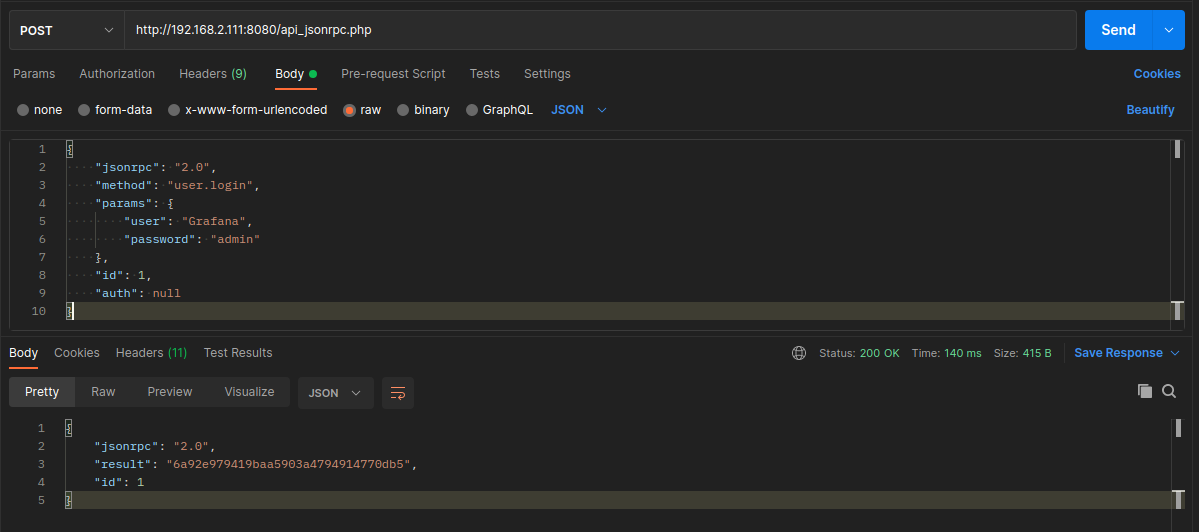 POST http://192.168.2.111:8080/api_jsonrpc.php Send
Params Authorization Headers (9) Body Pre-request Script Tests Settings Cookies
none form-data x-www-form-urlencoded raw binary GraphQL JSON Beautify
1 {
2 "jsonrpc": "2.0",
3 "method": "user.login",
4 "params": {
5 "user": "Grafana",
6 "password": "admin"
7 },
8 "id": 1,
9 "auth": null
10 }
Body Cookies Headers (11) Test Results Status: 200 OK Time: 140 ms Size: 415 B Save Response
Pretty Raw Preview Visualize JSON
1 {
2 "jsonrpc": "2.0",
3 "result": "6a92e979419baa5903a4794914770db5",
4 "id": 1
5 }